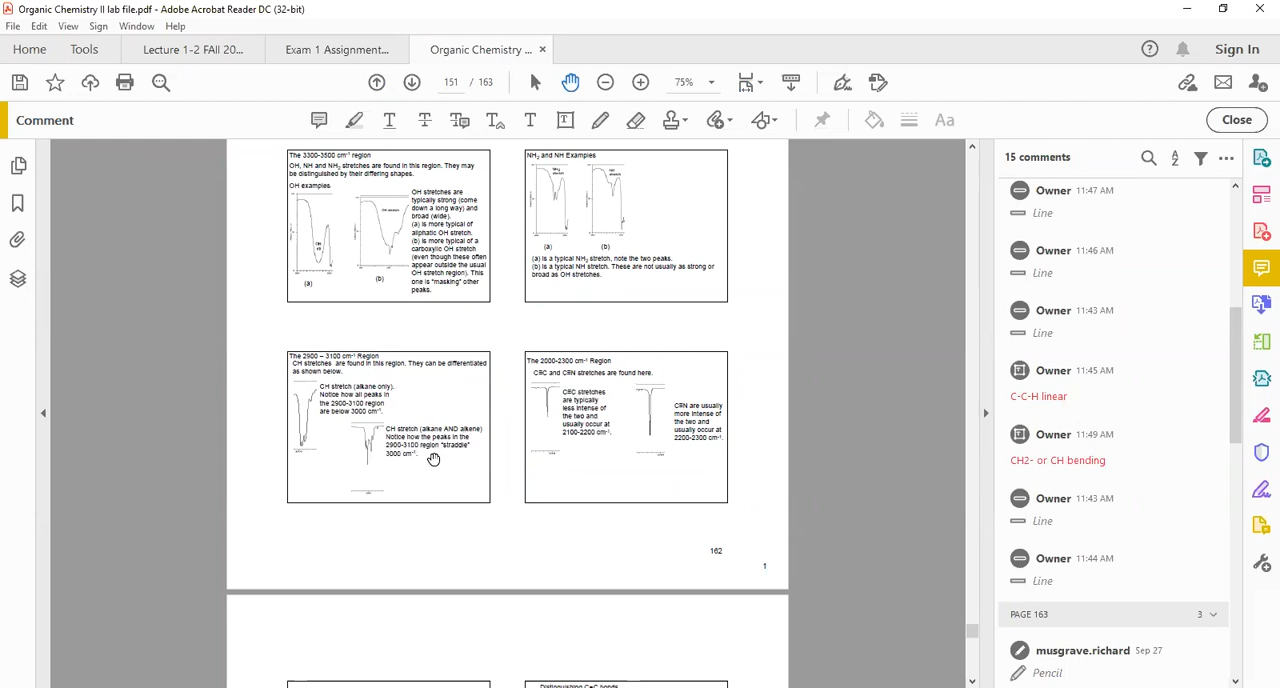 Organic Chemistry II lab file.pdf - Adobe Acrobat Reader DC (32-bit)
File Edit View Sign Window Help
Home Tools Lecture 1-2 FAll 20... Exam 1 Assignment... Organic Chemistry ... Sign In
151 / 163 75%
Comment Close
15 comments
The 3300-3500 cm-1 region
OH, NH and NH2 stretches are found in this region. They may
be distinguished by their differing shapes.
OH examples
OH stretches are
typically strong (come
down a long way) and
broad (wide).
(a) is more typical of
aliphatic OH stretch.
(b) is more typical of a
carboxylic OH stretch
(even though these often
appear outside the usual
OH stretch region). This
one is "masking" other
peaks.
(a)
(b)
NH2 and NH Examples
(a)
(b)
(a) is a typical NH2 stretch, note the two peaks.
(b) is a typical NH stretch. These are not usually as strong or
broad as OH stretches.
The 2900 – 3100 cm-1 Region
CH stretches are found in this region. They can be differentiated
as shown below.
CH stretch (alkane only).
Notice how all peaks in
the 2900-3100 region
are below 3000 cm-1.
CH stretch (alkane AND alkene)
Notice how the peaks in the
2900-3100 region "straddle"
3000 cm-1.
The 2000-2300 cm-1 Region
C≡C and C≡N stretches are found here.
C≡C stretches
are typically
less intense of
the two and
usually occur at
2100-2200 cm-1.
C≡N are usually
more intense of
the two and
usually occur at
2200-2300 cm-1.
162
1
Distinguishing C=C bonds
Owner 11:47 AM
Line
Owner 11:46 AM
Line
Owner 11:43 AM
Line
Owner 11:45 AM
C-C-H linear
Owner 11:49 AM
CH2- or CH bending
Owner 11:43 AM
Line
Owner 11:44 AM
Line
PAGE 163 3
musgrave.richard Sep 27
Pencil